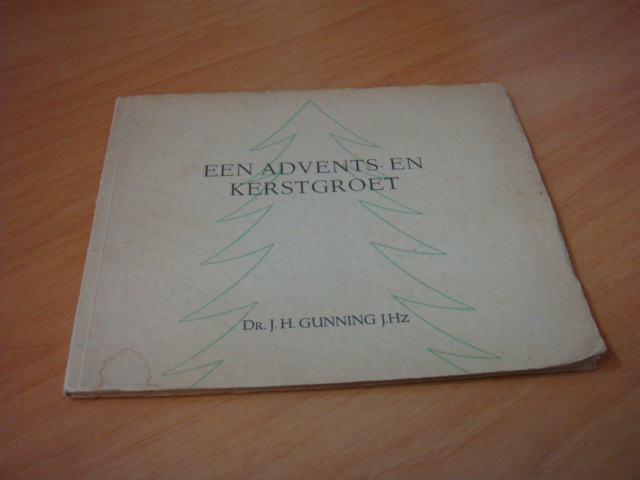 EEN ADVENTS- EN
KERSTGROET
DR. J. H. GUNNING J.HZ